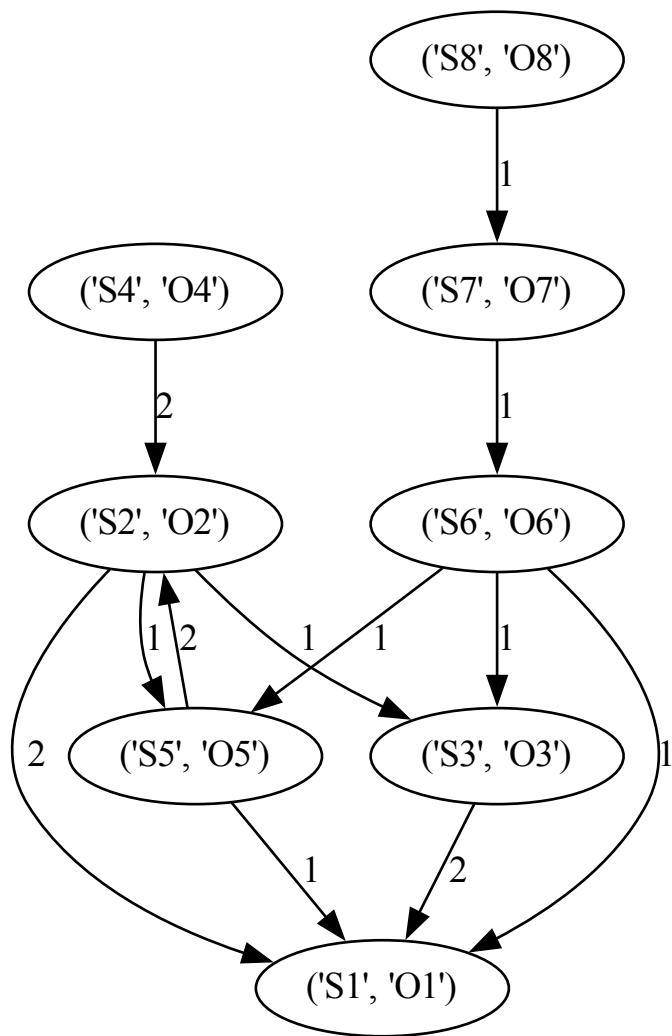 ('S8', 'O8')
1
('S4', 'O4')
('S7', 'O7')
2
1
('S2', 'O2')
('S6', 'O6')
1
2
1
1
1
2
('S5', 'O5')
('S3', 'O3')
1
1
2
('S1', 'O1')